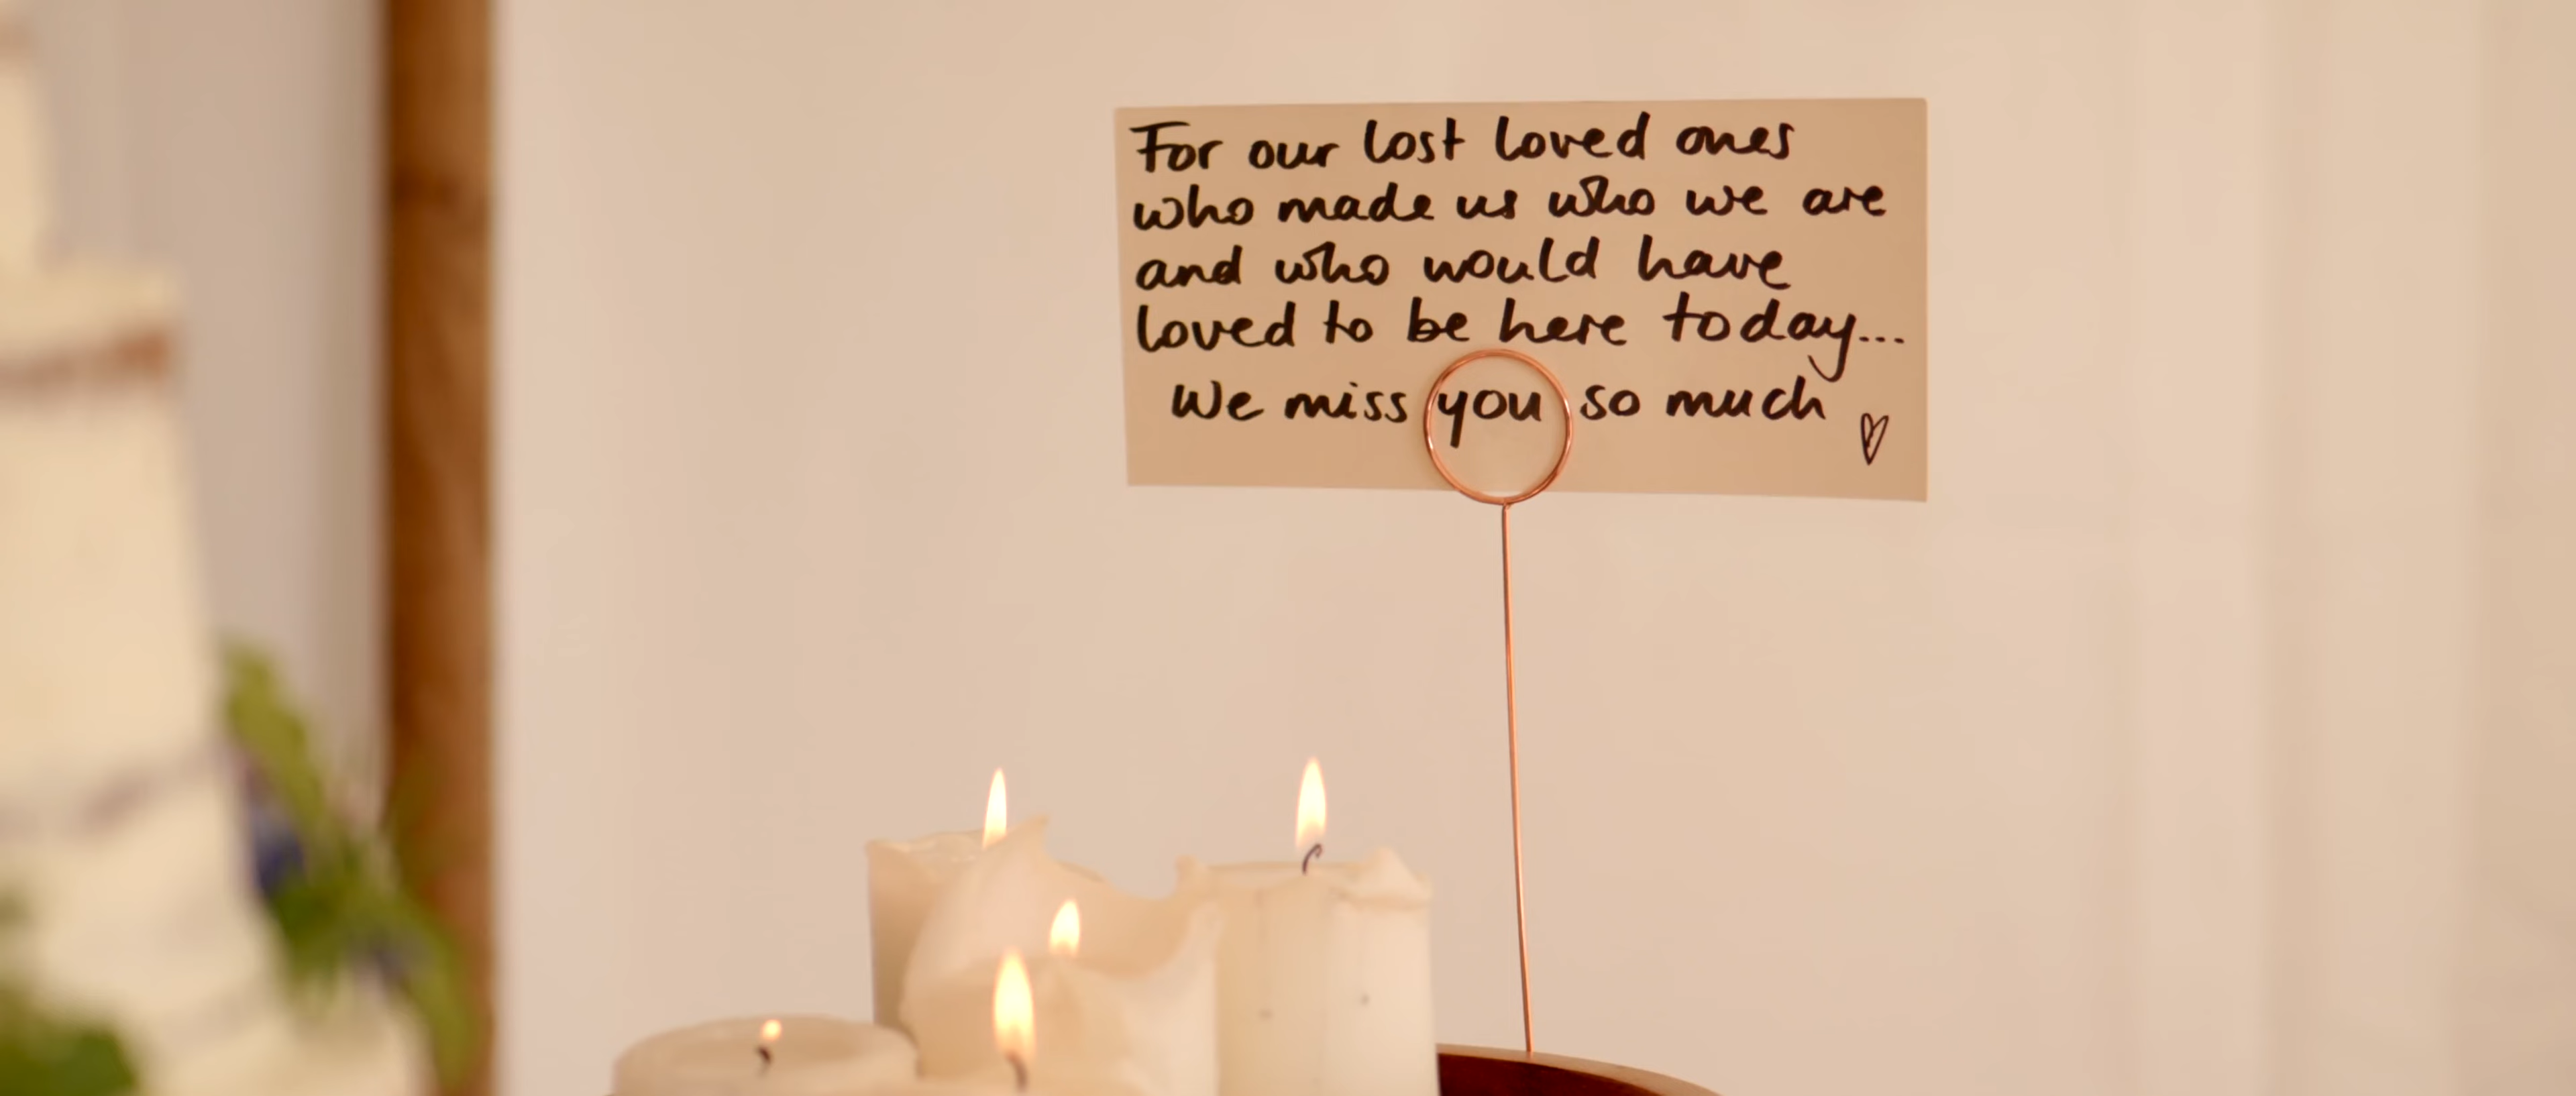 For our lost loved ones
who made us who we are
and who would have
loved to be here today...
We miss you so much